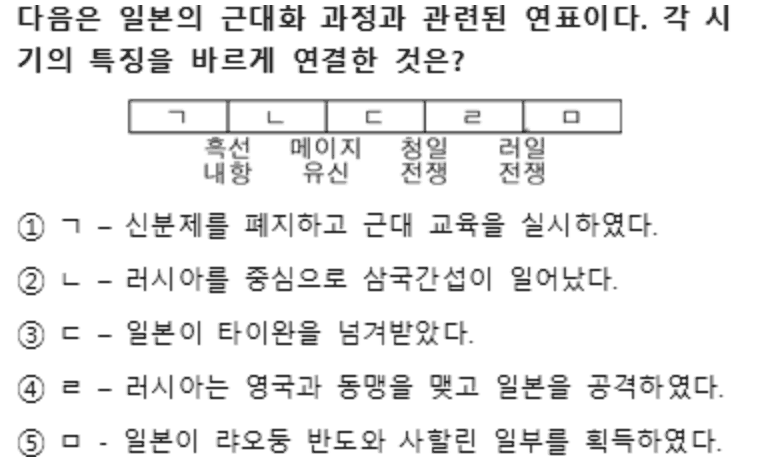 다음은 일본의 근대화 과정과 관련된 연표이다. 각 시
기의 특징을 바르게 연결한 것은?
ㄱ ㄴ ㄷ ㄹ ㅁ
흑선 메이지 청일 러일
내항 유신 전쟁 전쟁
① ㄱ – 신분제를 폐지하고 근대 교육을 실시하였다.
② ㄴ – 러시아를 중심으로 삼국간섭이 일어났다.
③ ㄷ – 일본이 타이완을 넘겨받았다.
④ ㄹ – 러시아는 영국과 동맹을 맺고 일본을 공격하였다.
⑤ ㅁ - 일본이 랴오둥 반도와 사할린 일부를 획득하였다.